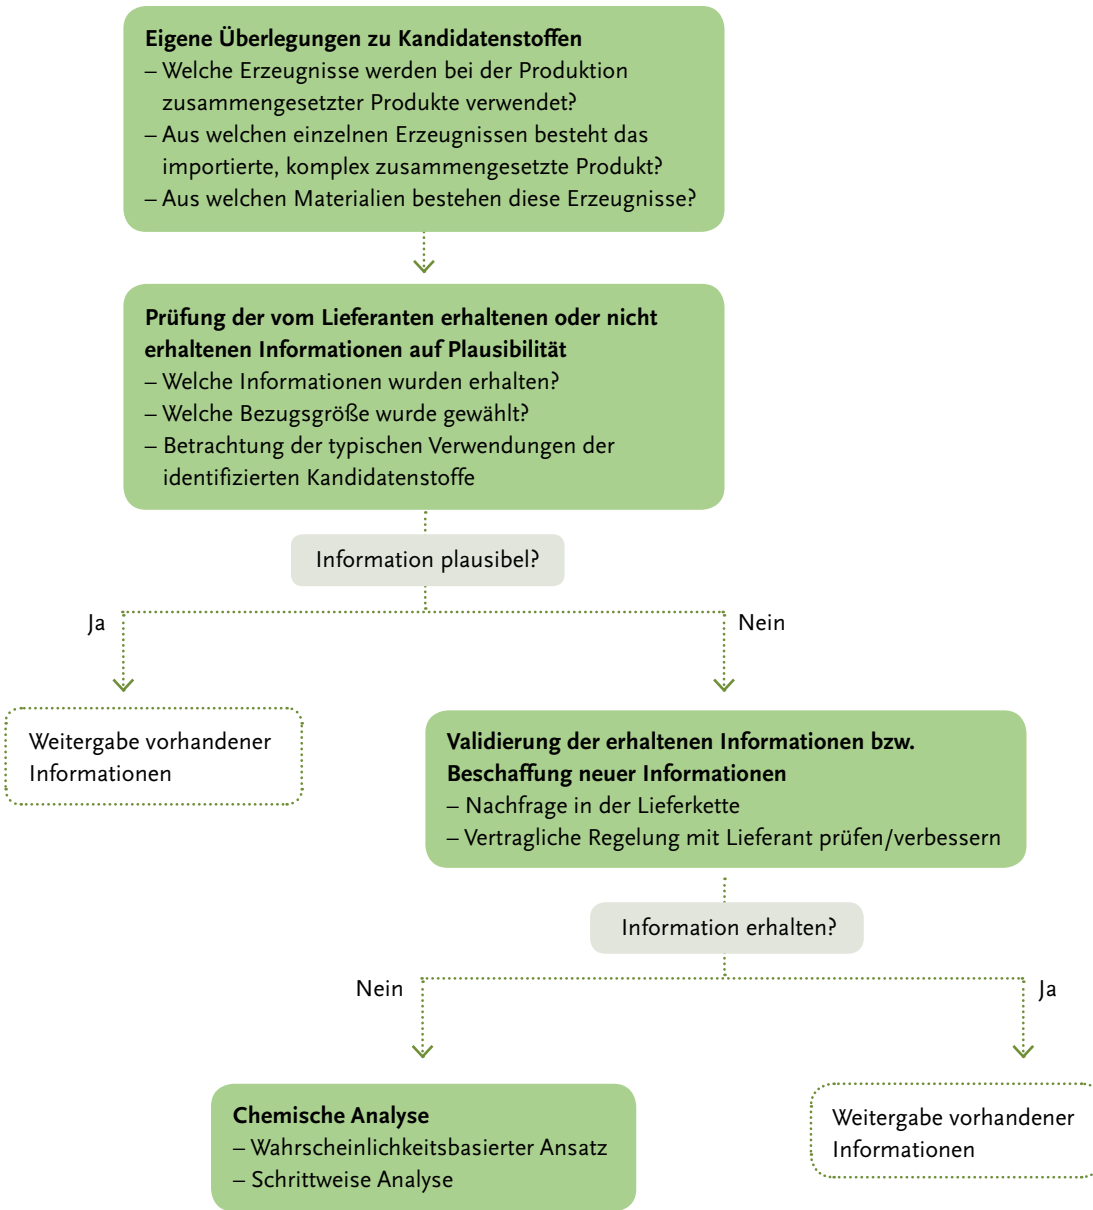 Eigene Überlegungen zu Kandidatenstoffen
– Welche Erzeugnisse werden bei der Produktion
zusammengesetzter Produkte verwendet?
– Aus welchen einzelnen Erzeugnissen besteht das
importierte, komplex zusammengesetzte Produkt?
– Aus welchen Materialien bestehen diese Erzeugnisse?
Prüfung der vom Lieferanten erhaltenen oder nicht
erhaltenen Informationen auf Plausibilität
– Welche Informationen wurden erhalten?
– Welche Bezugsgröße wurde gewählt?
– Betrachtung der typischen Verwendungen der
identifizierten Kandidatenstoffe
Information plausibel?
Ja
Nein
Weitergabe vorhandener
Informationen
Validierung der erhaltenen Informationen bzw.
Beschaffung neuer Informationen
– Nachfrage in der Lieferkette
– Vertragliche Regelung mit Lieferant prüfen/verbessern
Information erhalten?
Nein
Ja
Chemische Analyse
– Wahrscheinlichkeitsbasierter Ansatz
– Schrittweise Analyse
Weitergabe vorhandener
Informationen